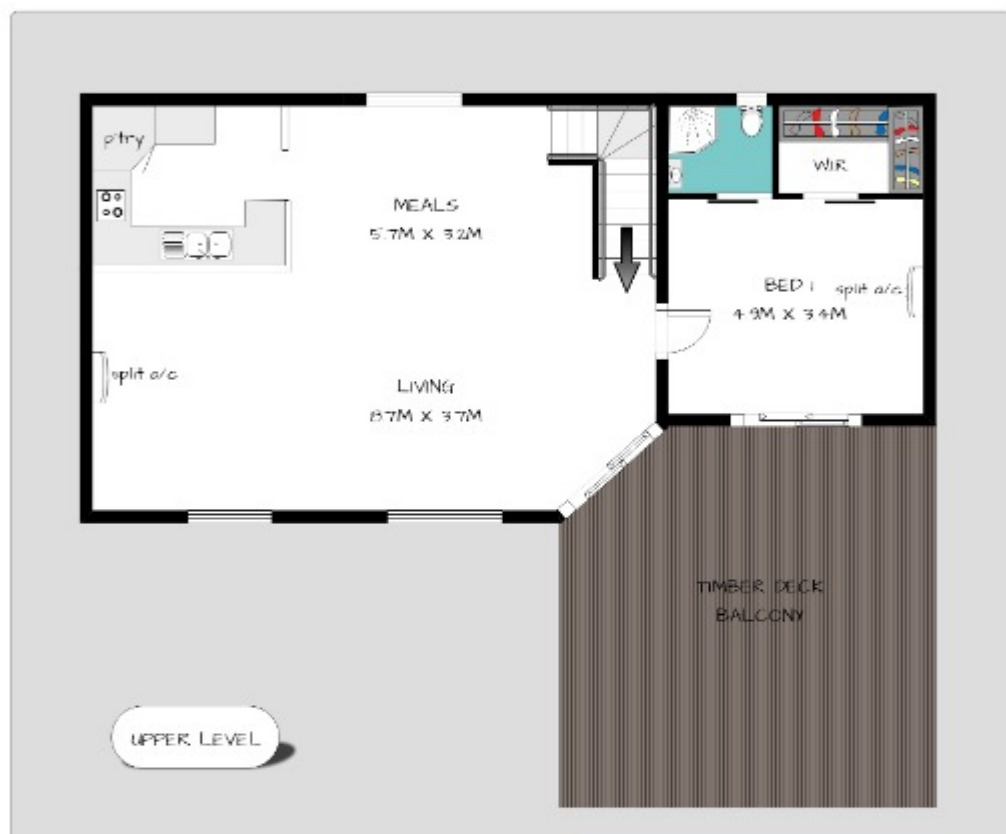 p'try
W.I.R
MEALS
5.7M X 3.2M
BED 1
split a/c
4.9M X 3.4M
split a/c
LIVING
8.7M X 3.7M
TIMBER DECK
BALCONY
UPPER LEVEL